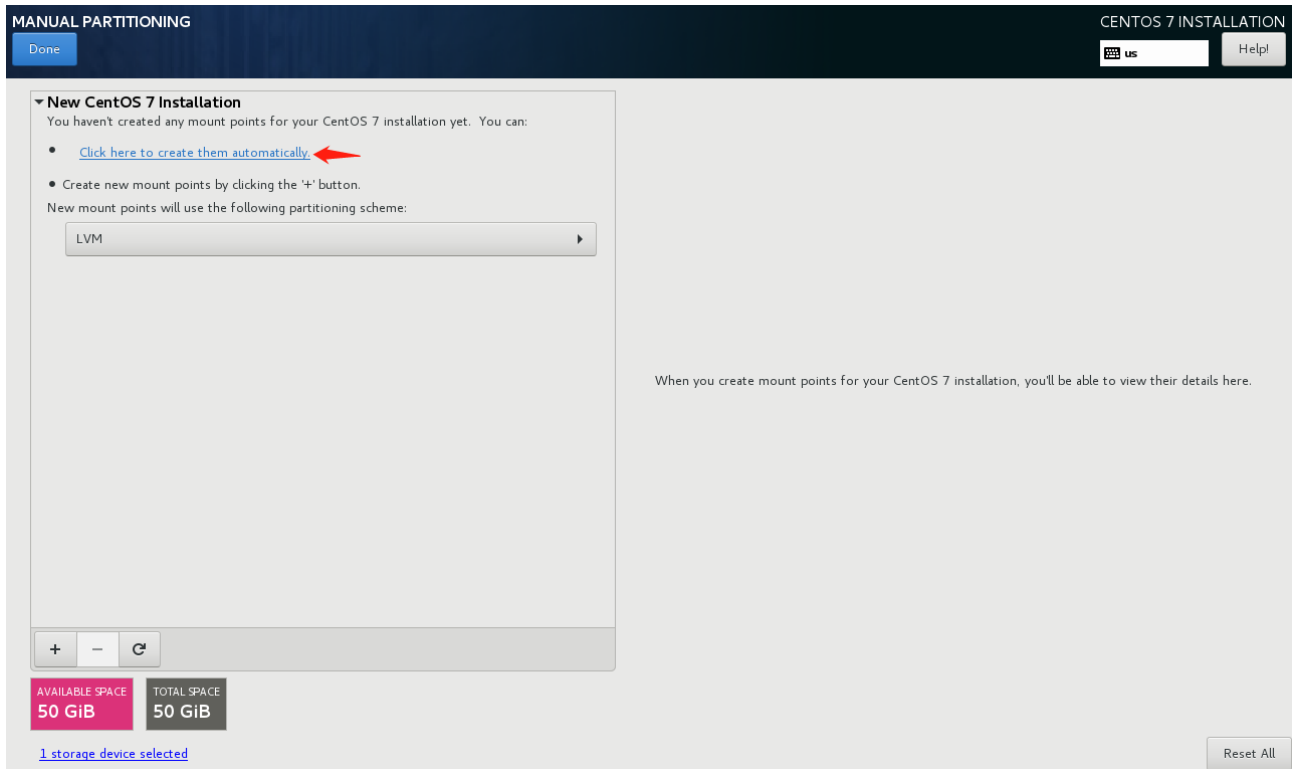 MANUAL PARTITIONING
CENTOS 7 INSTALLATION
Done
us
Help!
New CentOS 7 Installation
You haven't created any mount points for your CentOS 7 installation yet. You can:
• Click here to create them automatically.
• Create new mount points by clicking the '+' button.
New mount points will use the following partitioning scheme:
LVM
When you create mount points for your CentOS 7 installation, you'll be able to view their details here.
+ −
AVAILABLE SPACE
50 GiB
TOTAL SPACE
50 GiB
1 storage device selected
Reset All